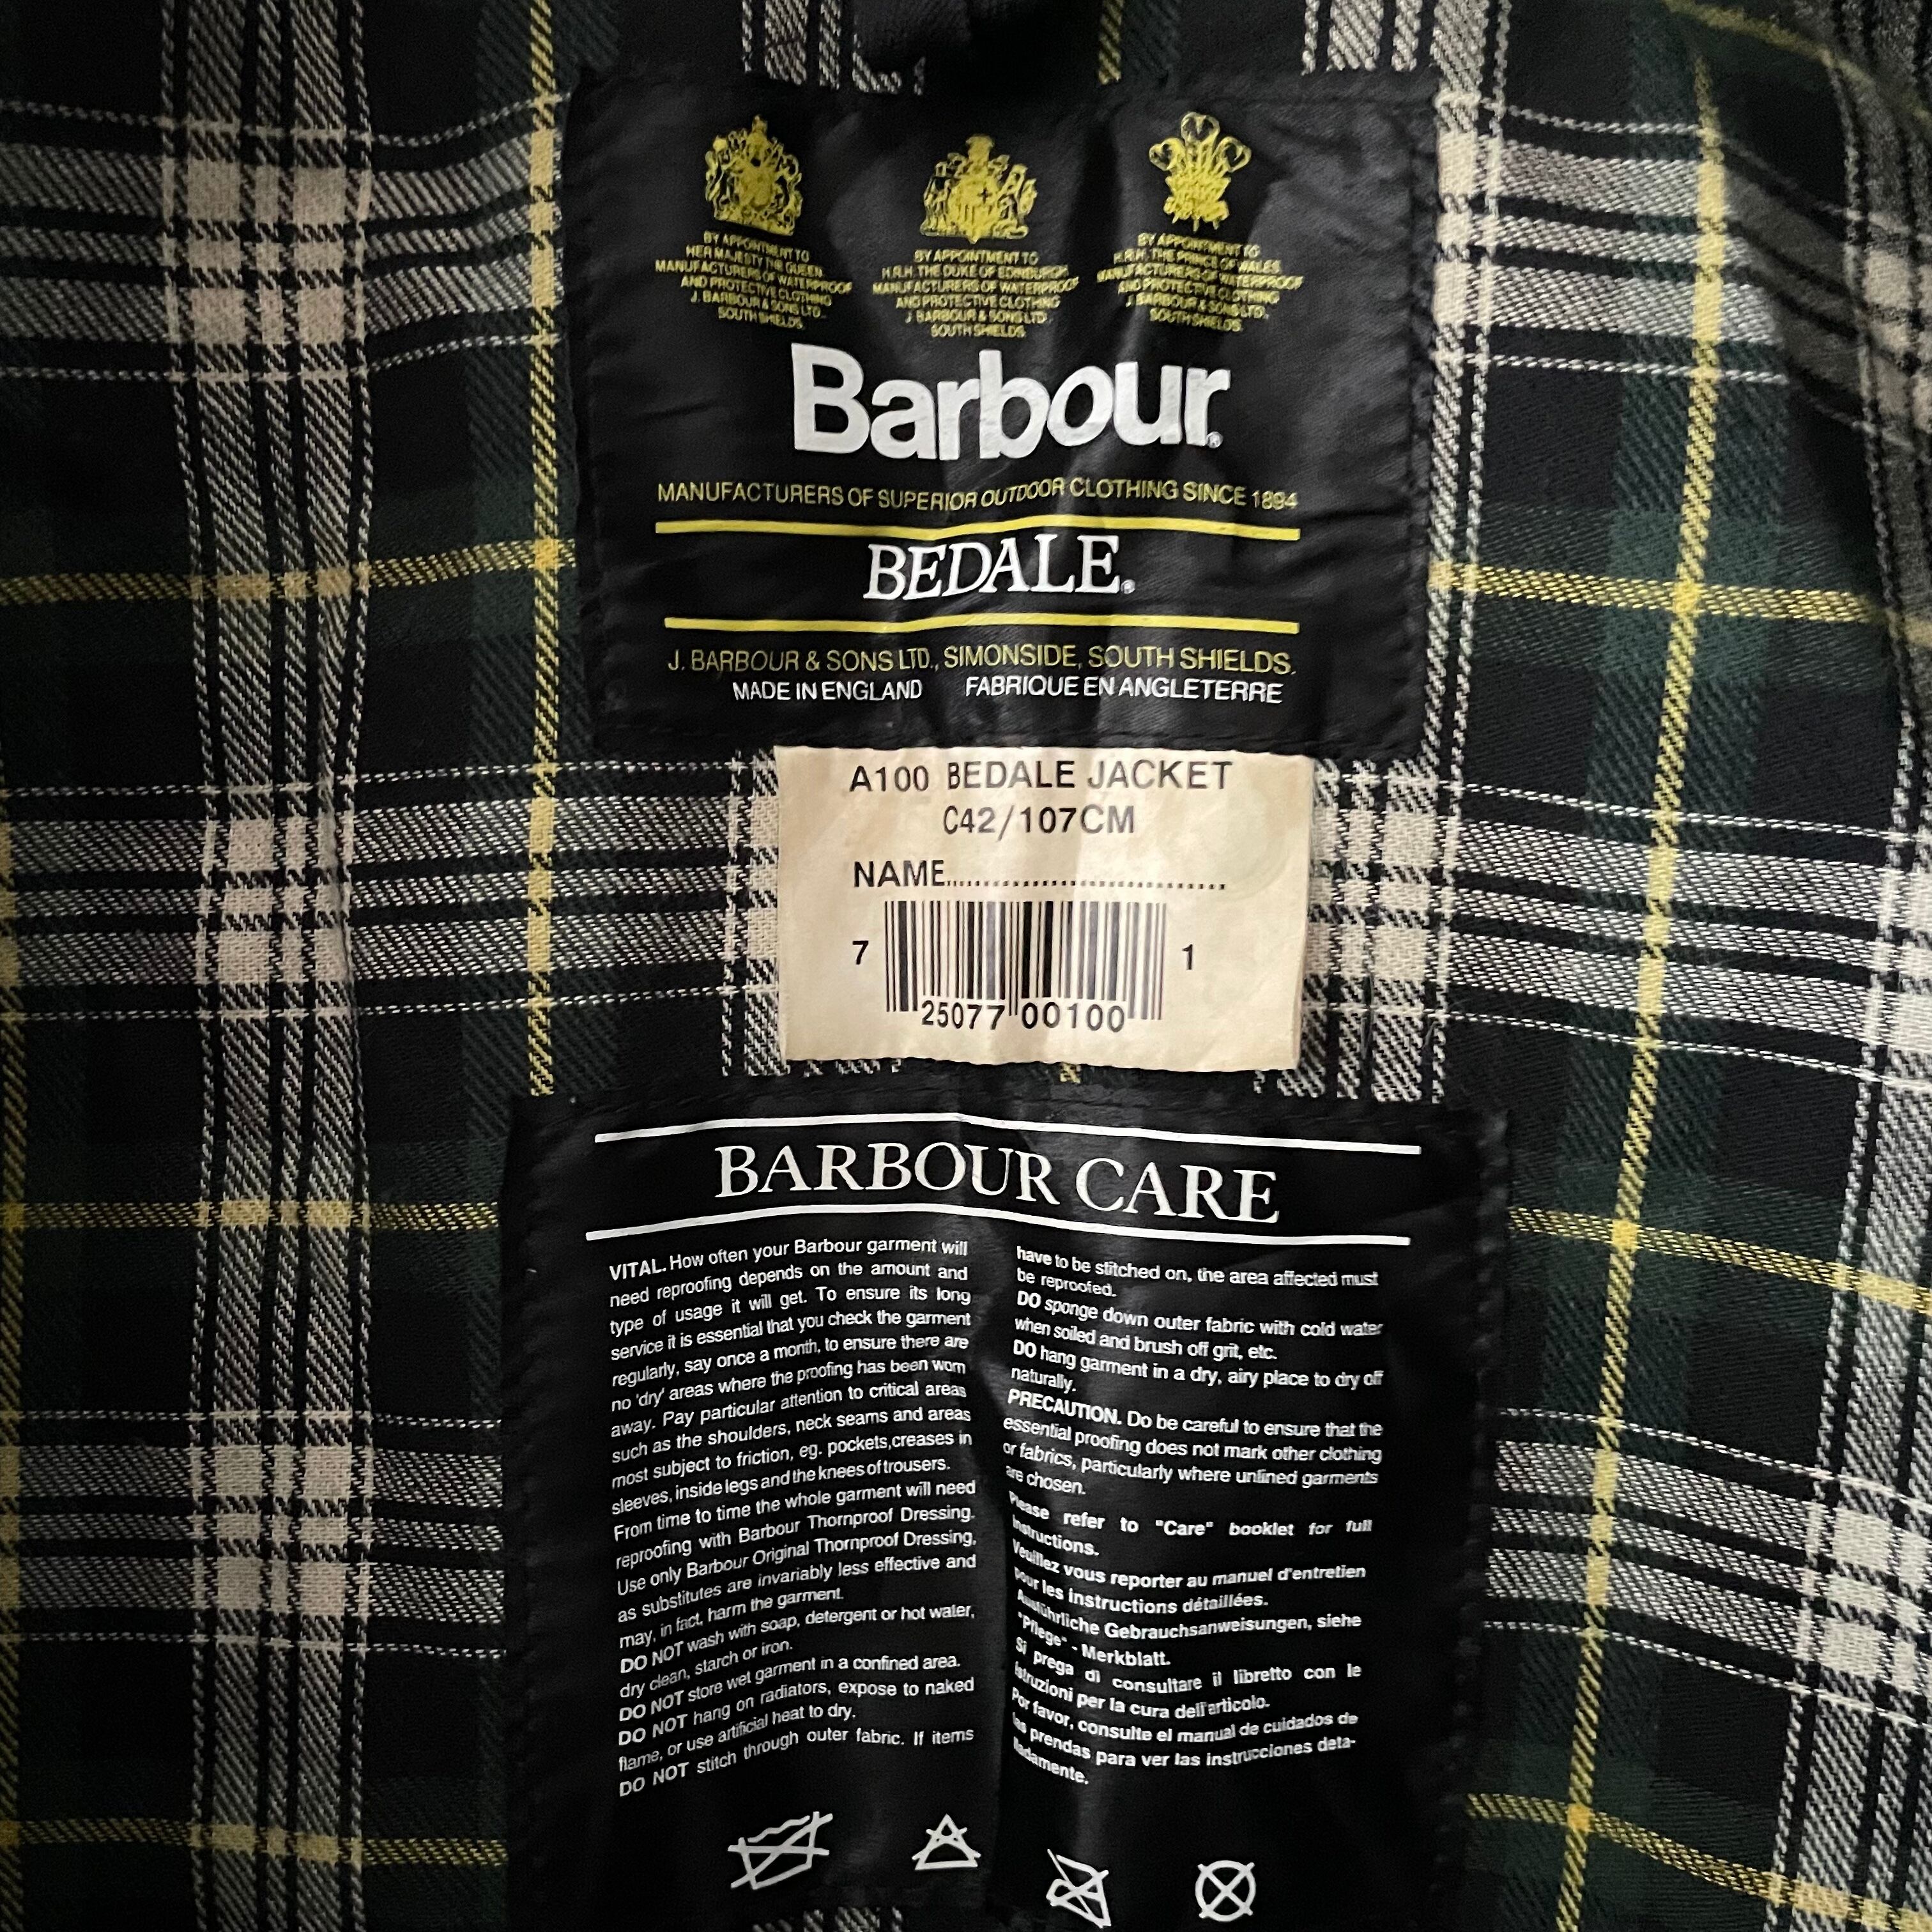 BY APPOINTMENT TO
HER MAJESTY THE QUEEN
MANUFACTURERS OF WATERPROOF
AND PROTECTIVE CLOTHING
J. BARBOUR & SONS LTD.,
SOUTH SHIELDS.
BY APPOINTMENT TO
H.R.H. THE DUKE OF EDINBURGH
MANUFACTURERS OF WATERPROOF
AND PROTECTIVE CLOTHING
J BARBOUR & SONS LTD.
SOUTH SHIELDS.
BY APPOINTMENT TO
H.R.H. THE PRINCE OF WALES
MANUFACTURERS OF WATERPROOF
AND PROTECTIVE CLOTHING
J. BARBOUR & SONS LTD.,
SOUTH SHIELDS.
Barbour®
MANUFACTURERS OF SUPERIOR OUTDOOR CLOTHING SINCE 1894
BEDALE®
J. BARBOUR & SONS LTD., SIMONSIDE, SOUTH SHIELDS.
MADE IN ENGLAND FABRIQUE EN ANGLETERRE
A100 BEDALE JACKET
C42/107CM
NAME..............................
7 25077 00100 1
BARBOUR CARE
VITAL. How often your Barbour garment will
need reproofing depends on the amount and
type of usage it will get. To ensure its long
service it is essential that you check the garment
regularly, say once a month, to ensure there are
no 'dry' areas where the proofing has been worn
away. Pay particular attention to critical areas
such as the shoulders, neck seams and areas
most subject to friction, eg. pockets,creases in
sleeves, inside legs and the knees of trousers.
From time to time the whole garment will need
reproofing with Barbour Thornproof Dressing.
Use only Barbour Original Thornproof Dressing,
as substitutes are invariably less effective and
may, in fact, harm the garment.
DO NOT wash with soap, detergent or hot water,
dry clean, starch or iron.
DO NOT store wet garment in a confined area.
DO NOT hang on radiators, expose to naked
flame, or use artificial heat to dry.
DO NOT stitch through outer fabric. If items
have to be stitched on, the area affected must
be reproofed.
DO sponge down outer fabric with cold water
when soiled and brush off grit, etc.
DO hang garment in a dry, airy place to dry off
naturally.
PRECAUTION. Do be careful to ensure that the
essential proofing does not mark other clothing
or fabrics, particularly where unlined garments
are chosen.
Please refer to "Care" booklet for full
instructions.
Veuillez vous reporter au manuel d'entretien
pour les instructions détaillées.
Ausführliche Gebrauchsanweisungen, siehe
"Pflege" - Merkblatt.
Si prega di consultare il libretto con le
istruzioni per la cura dell'articolo.
Por favor, consulte el manual de cuidados de
las prendas para ver las instrucciones deta-
lladamente.